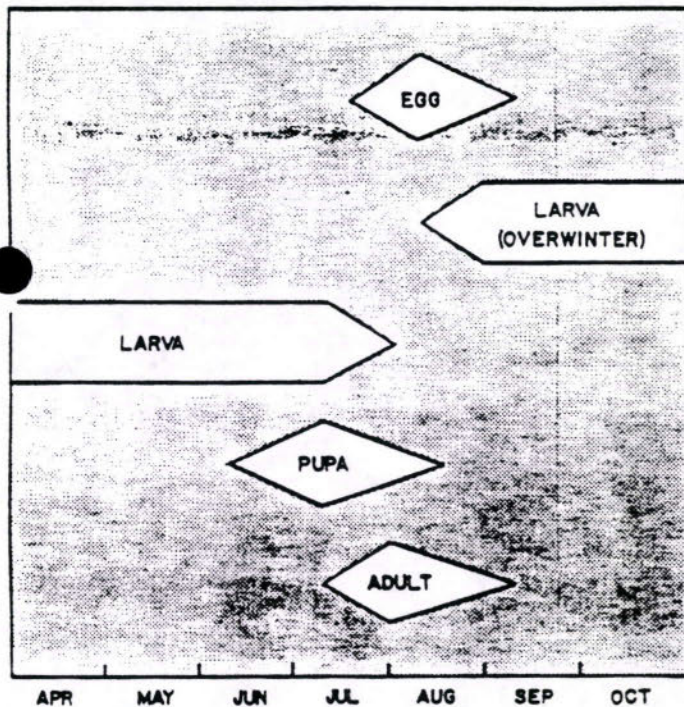 EGG
LARVA
(OVERWINTER)
LARVA
PUPA
ADULT
APR MAY JUN JUL AUG SEP OCT